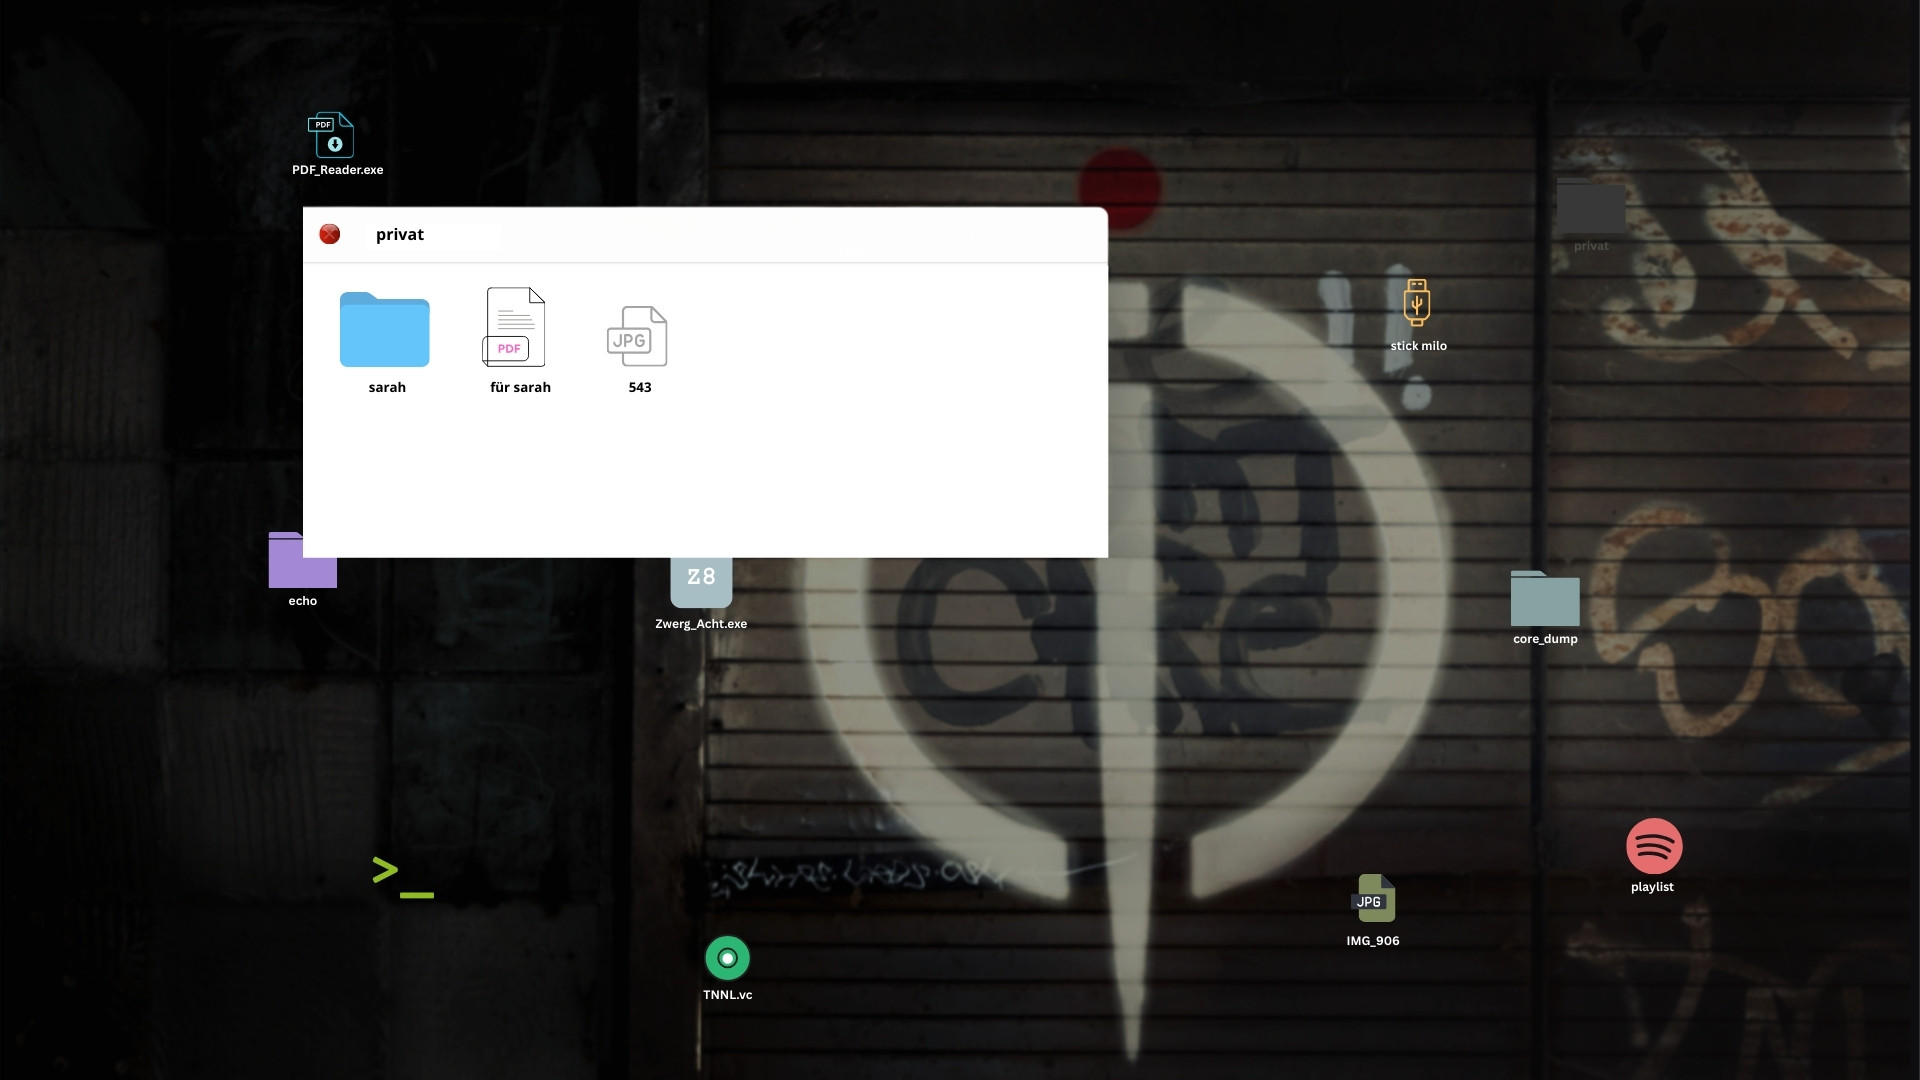 PDF
PDF_Reader.exe
privat
privat
sarah
PDF
für sarah
JPG
543
stick milo
echo
Z8
Zwerg_Acht.exe
core_dump
>_
playlist
JPG
IMG_906
TNNL.vc